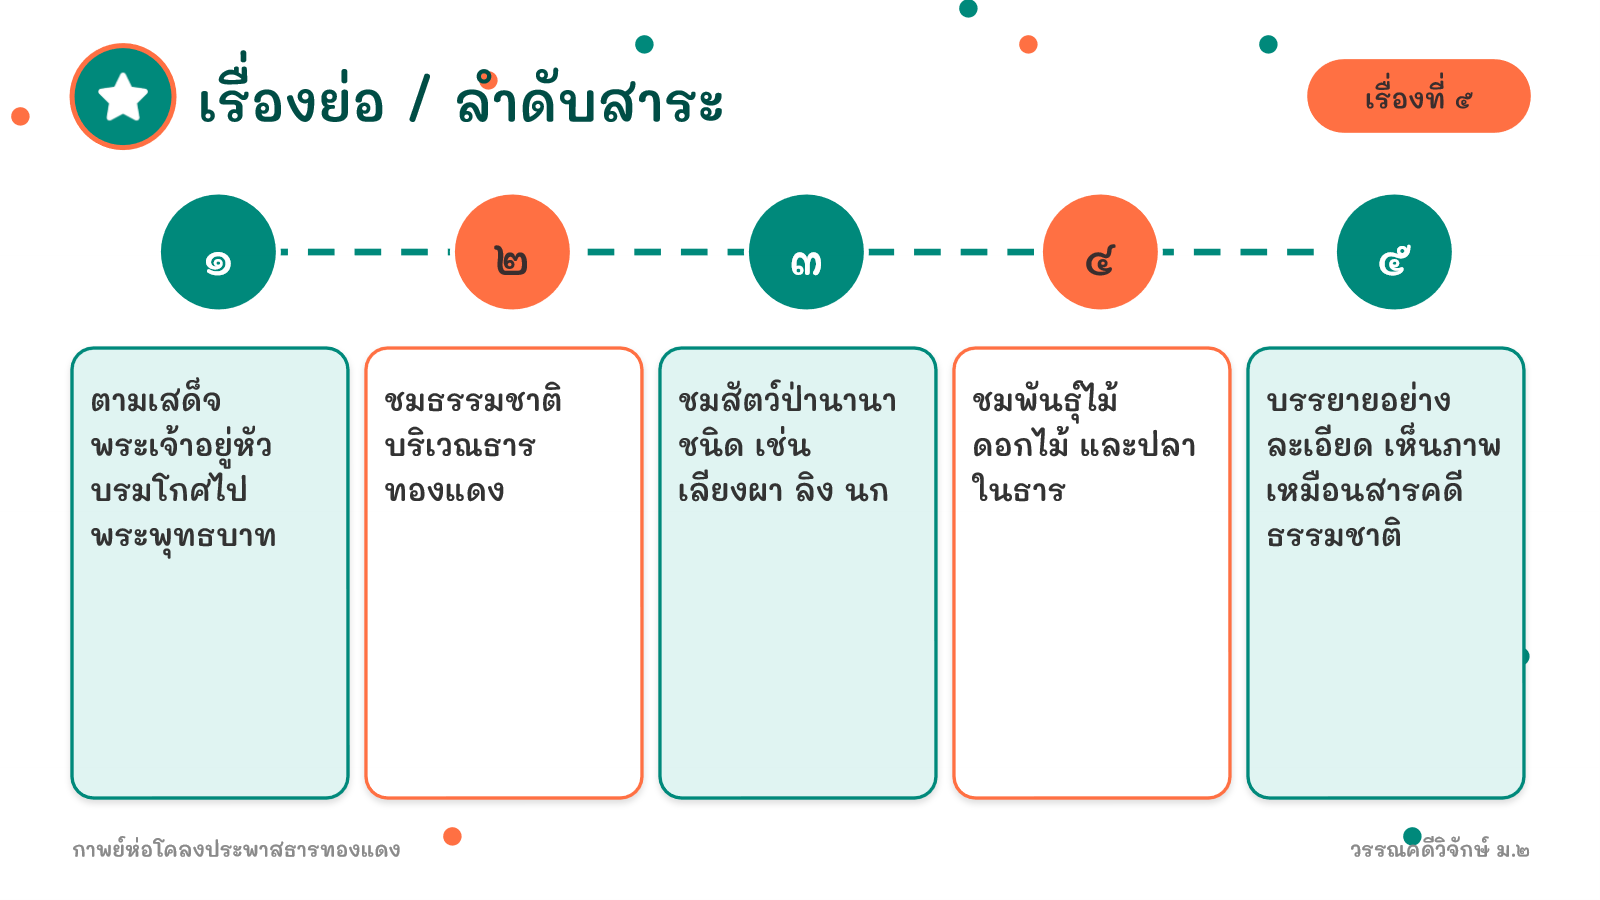 เรื่องย่อ / ลำดับสาระ
เรื่องที่ ๕
๑
๒
๓
๔
๕
ตามเสด็จ
พระเจ้าอยู่หัว
บรมโกศไป
พระพุทธบาท
ชมธรรมชาติ
บริเวณธาร
ทองแดง
ชมสัตว์ป่านานา
ชนิด เช่น
เลียงผา ลิง นก
ชมพันธุ์ไม้
ดอกไม้ และปลา
ในธาร
บรรยายอย่าง
ละเอียด เห็นภาพ
เหมือนสารคดี
ธรรมชาติ
กาพย์ห่อโคลงประพาสธารทองแดง
วรรณคดีวิจักษ์ ม.๒